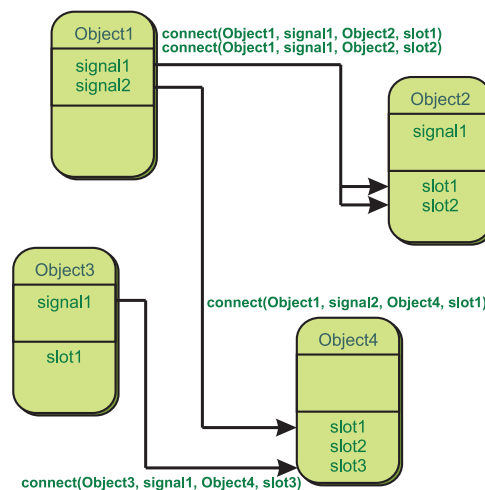 Object1
connect(Object1, signal1, Object2, slot1)
connect(Object1, signal1, Object2, slot2)
signal1
signal2
Object2
signal1
slot1
slot2
Object3
signal1
slot1
connect(Object1, signal2, Object4, slot1)
Object4
slot1
slot2
slot3
connect(Object3, signal1, Object4, slot3)